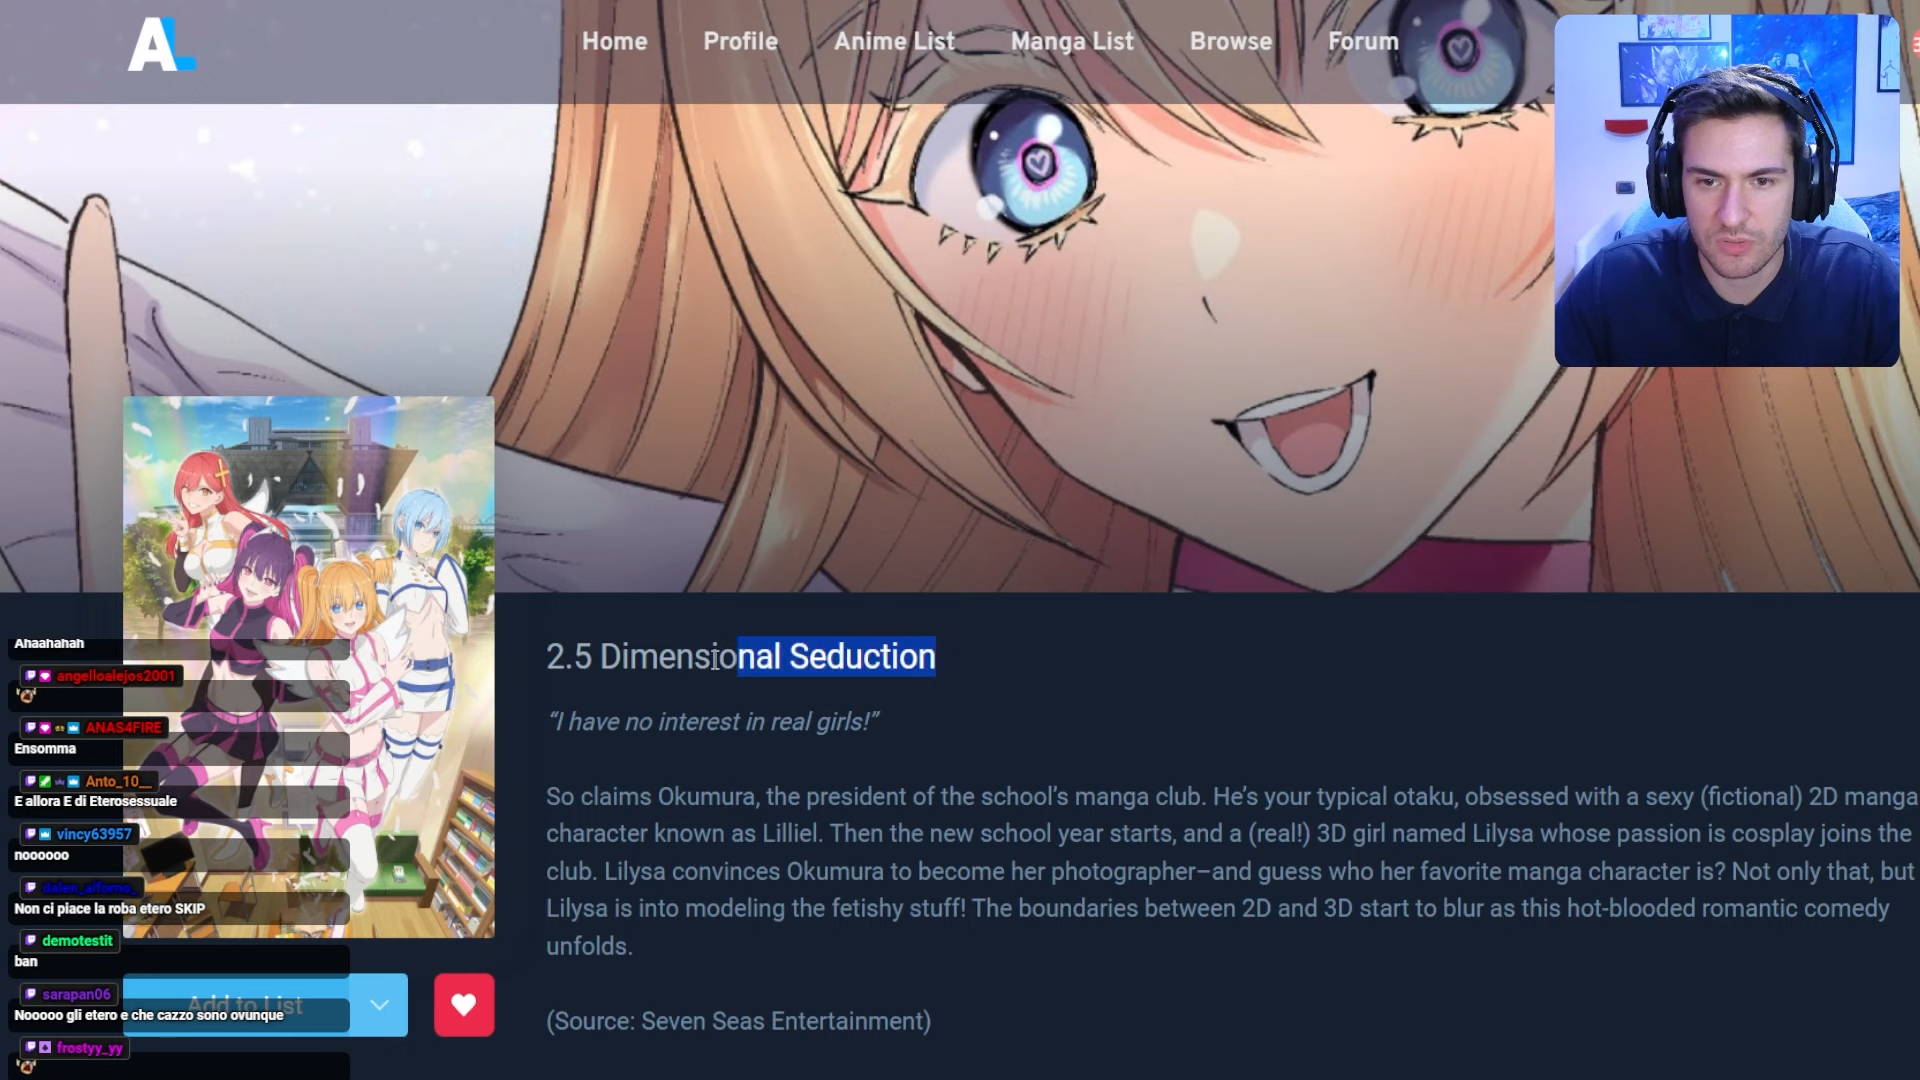 AL
Home Profile Anime List Manga List Browse Forum
2.5 Dimensional Seduction
“I have no interest in real girls!”
So claims Okumura, the president of the school’s manga club. He’s your typical otaku, obsessed with a sexy (fictional) 2D manga
character known as Lilliel. Then the new school year starts, and a (real!) 3D girl named Lilysa whose passion is cosplay joins the
club. Lilysa convinces Okumura to become her photographer–and guess who her favorite manga character is? Not only that, but
Lilysa is into modeling the fetishy stuff! The boundaries between 2D and 3D start to blur as this hot-blooded romantic comedy
unfolds.
(Source: Seven Seas Entertainment)
Add to List
Ahaahahah
angelloalejos2001
ANAS4FIRE
Ensomma
Anto_10__
E allora E di Eterosessuale
vincy63957
noooooo
dalen_alforno_
Non ci piace la roba etero SKIP
demotestit
ban
sarapan06
Nooooo gli etero e che cazzo sono ovunque
frostyy_yy